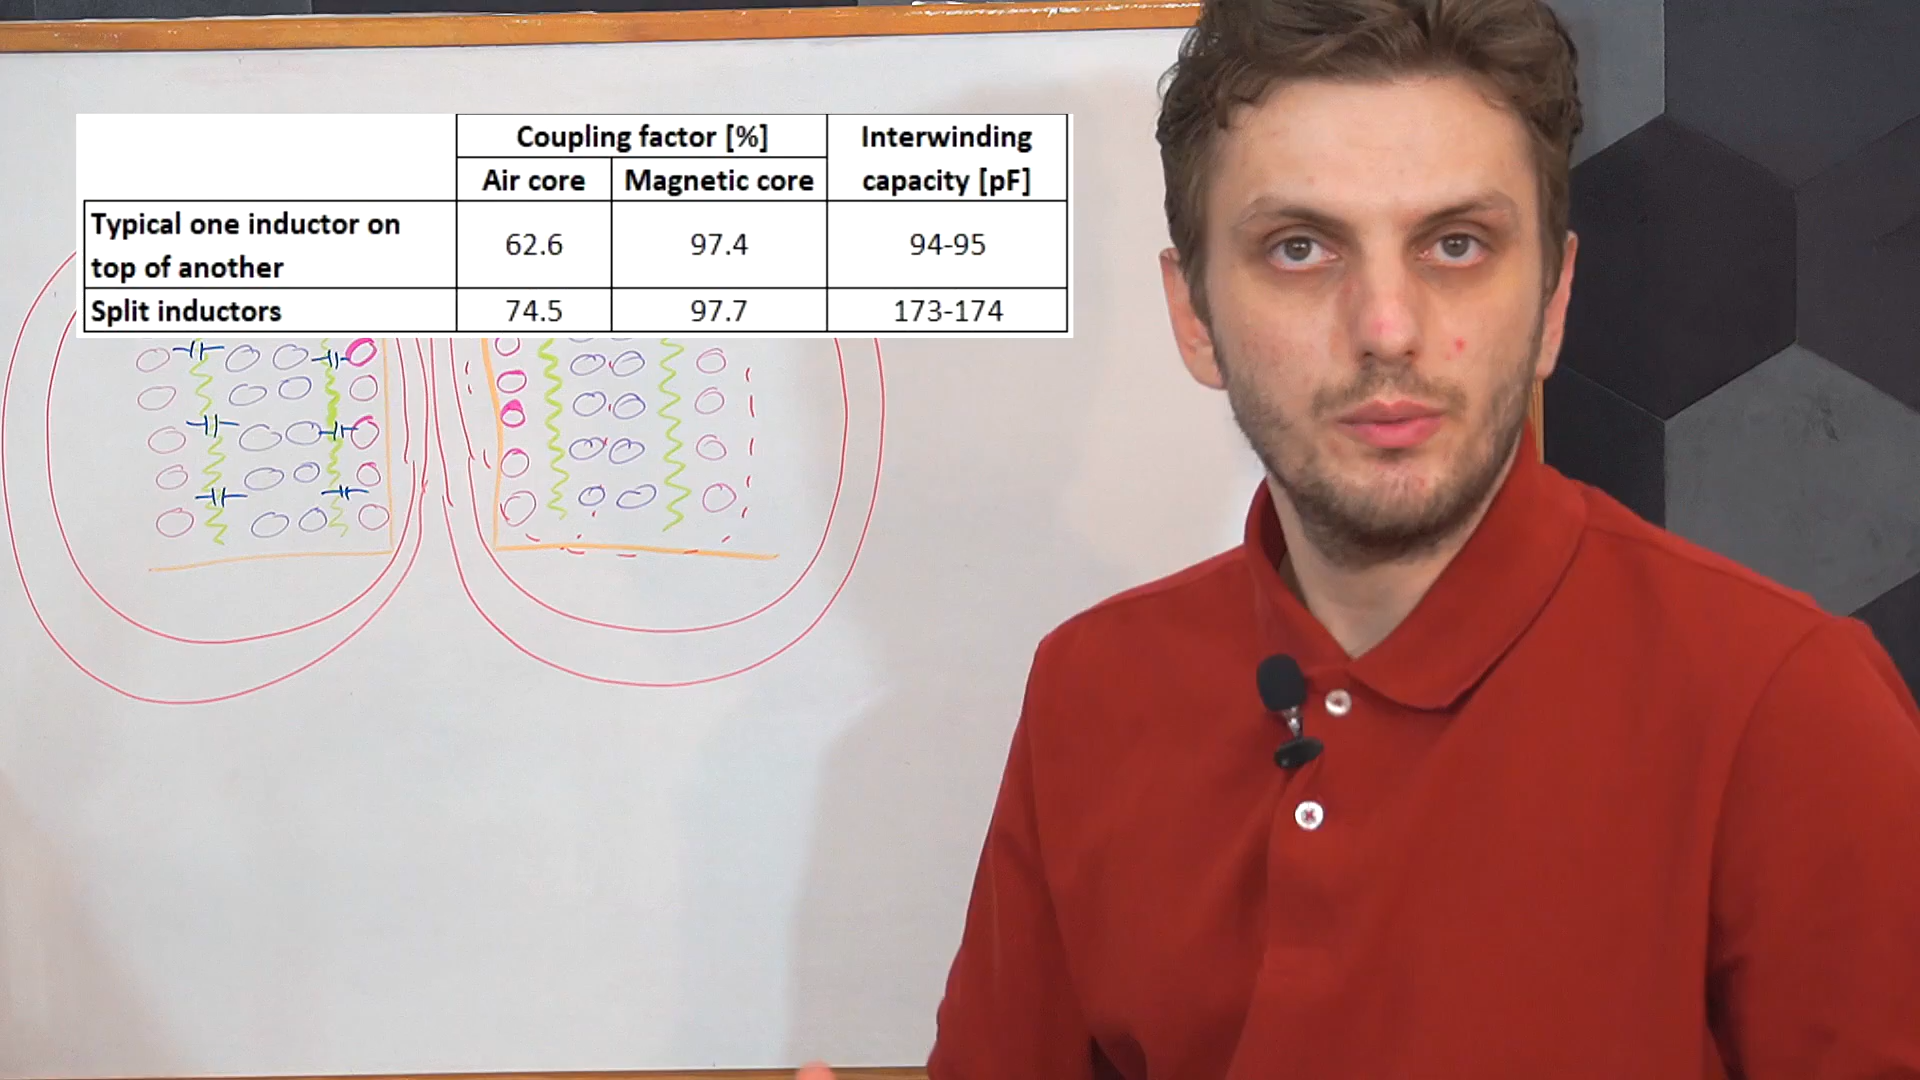 Coupling factor [%] Interwinding
Air core Magnetic core capacity [pF]
Typical one inductor on
top of another 62.6 97.4 94-95
Split inductors 74.5 97.7 173-174